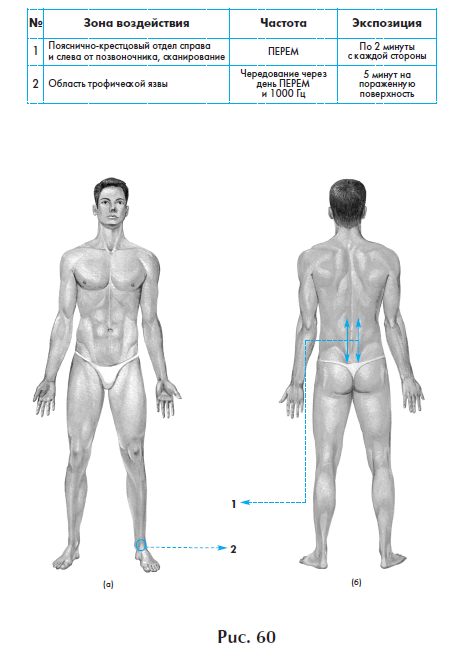 № Зона воздействия Частота Экспозиция
1 Пояснично-крестцовый отдел справа и слева от позвоночника, сканирование ПЕРЕМ По 2 минуты с каждой стороны
2 Область трофической язвы Чередование через день ПЕРЕМ и 1000 Гц 5 минут на пораженную поверхность
1
2
(а) (б)
Рис. 60